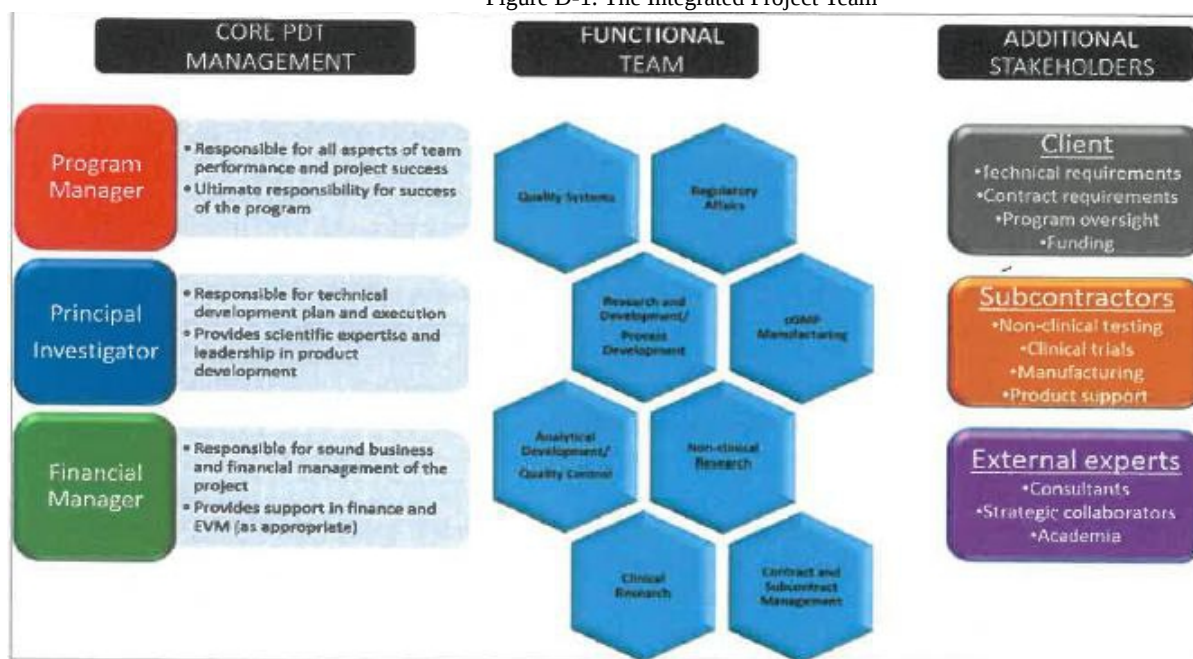 Figure D-1. The Integrated Project Team
CORE PDT
MANAGEMENT
Program
Manager
• Responsible for all aspects of team
performance and project success
• Ultimate responsibility for success
of the program
Principal
Investigator
• Responsible for technical
development plan and execution
• Provides scientific expertise and
leadership in product
development
Financial
Manager
• Responsible for sound business
and financial management of the
project
• Provides support in finance and
EVM (as appropriate)
FUNCTIONAL
TEAM
Quality Systems
Regulatory
Affairs
Research and
Development/
Process
Development
cGMP
Manufacturing
Analytical
Development/
Quality Control
Non-clinical
Research
Clinical
Research
Contract and
Subcontract
Management
ADDITIONAL
STAKEHOLDERS
Client
•Technical requirements
•Contract requirements
•Program oversight
•Funding
Subcontractors
•Non-clinical testing
•Clinical trials
•Manufacturing
•Product support
External experts
•Consultants
•Strategic collaborators
•Academia